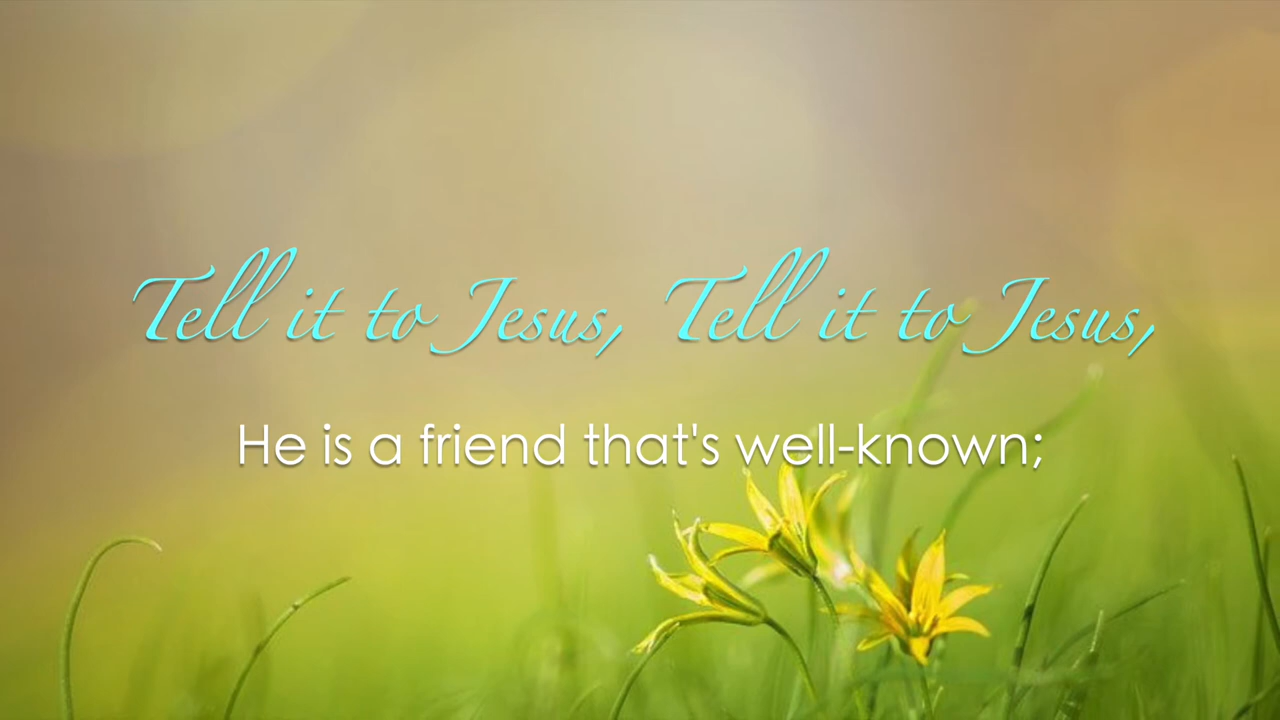 Tell it to Jesus, Tell it to Jesus,
He is a friend that's well-known;